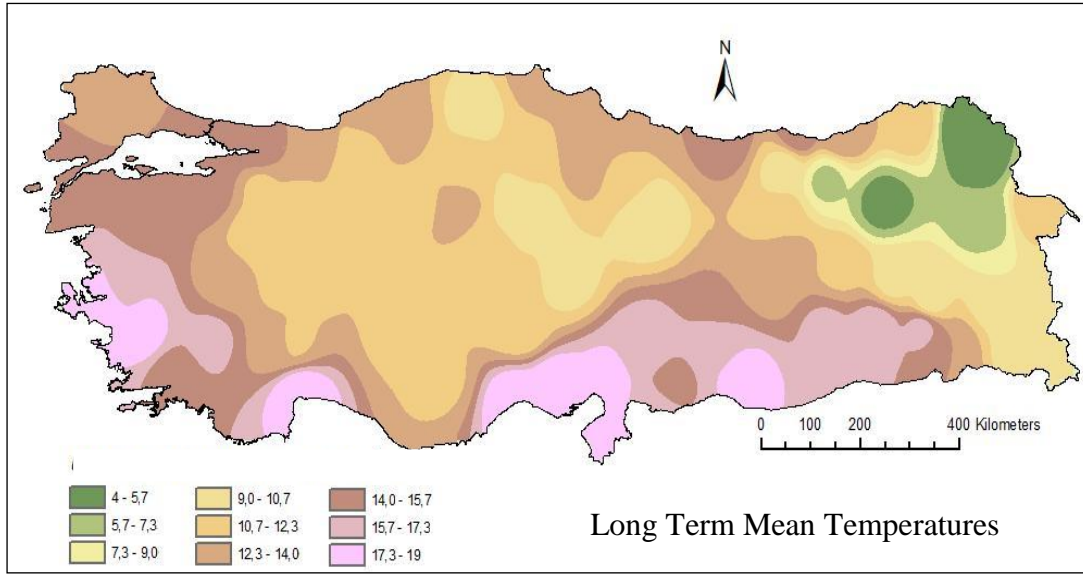 N
0 100 200 400 Kilometers
4 - 5,7
5,7 - 7,3
7,3 - 9,0
9,0 - 10,7
10,7 - 12,3
12,3 - 14,0
14,0 - 15,7
15,7 - 17,3
17,3 - 19
Long Term Mean Temperatures